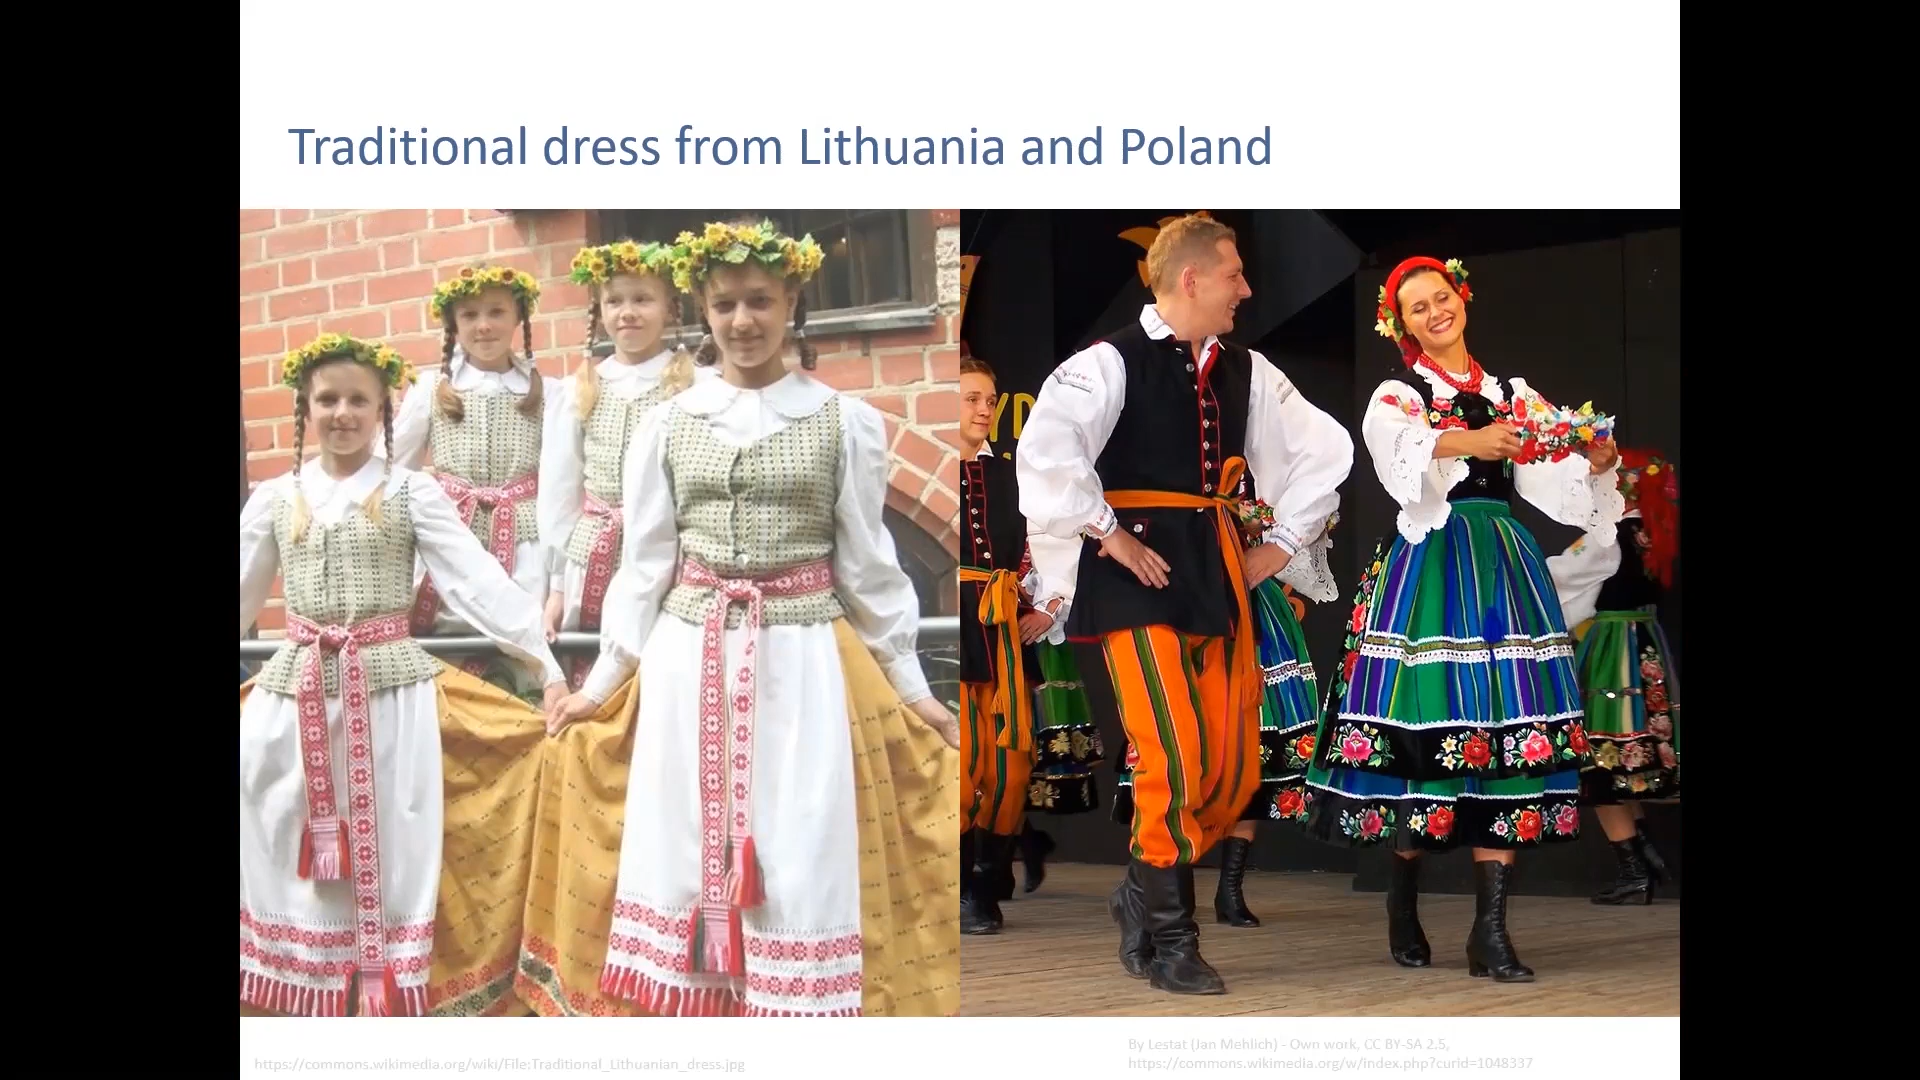 Traditional dress from Lithuania and Poland
YD
https://commons.wikimedia.org/wiki/File:Traditional_Lithuanian_dress.jpg
By Lestat (Jan Mehlich) - Own work, CC BY-SA 2.5,
https://commons.wikimedia.org/w/index.php?curid=1048337